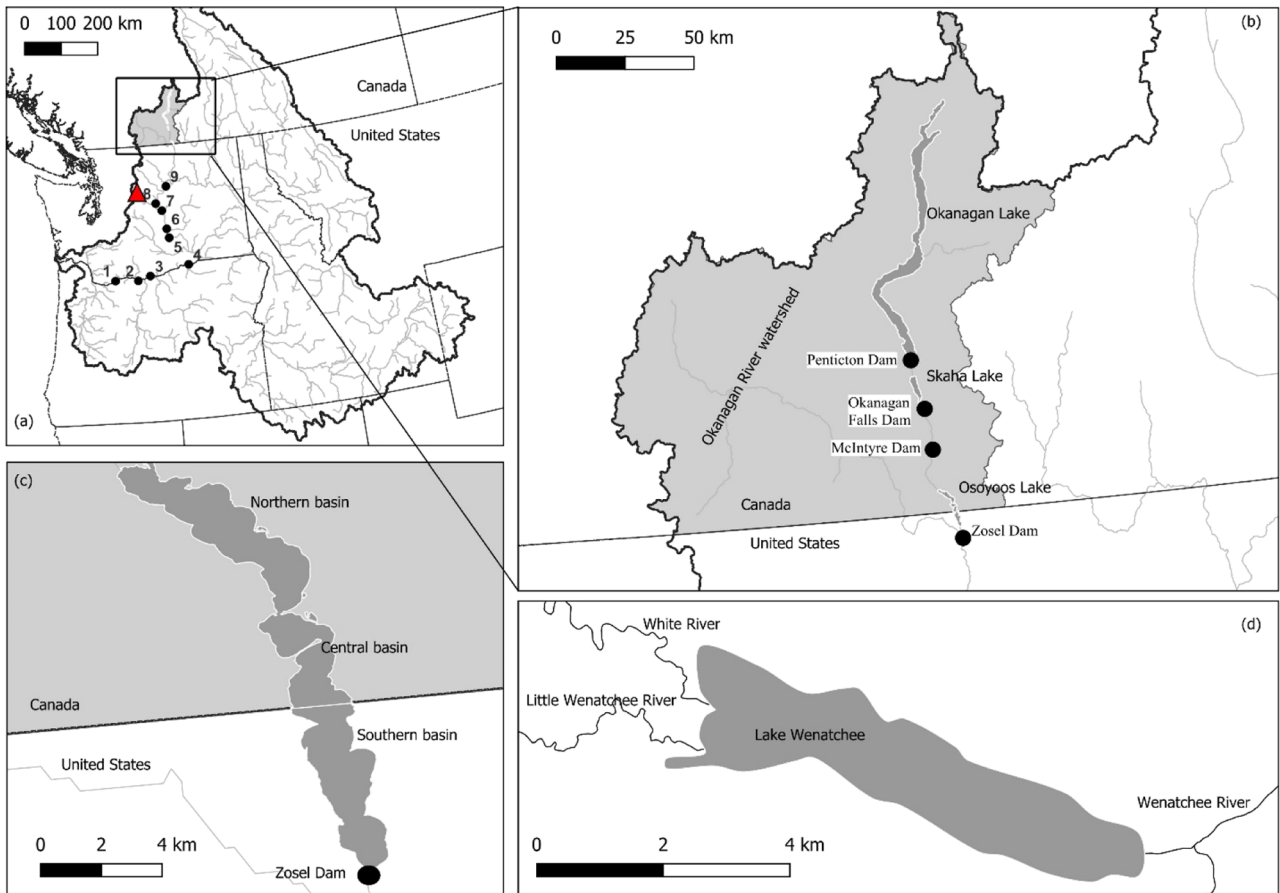 0 100 200 km
Canada
United States
9
8
7
6
5
4
3
2
1
(a)
(b)
0 25 50 km
Okanagan Lake
Okanagan River watershed
Penticton Dam
Skaha Lake
Okanagan
Falls Dam
McIntyre Dam
Osoyoos Lake
Canada
United States
Zosel Dam
(c)
Northern basin
Central basin
Canada
Southern basin
United States
0 2 4 km
Zosel Dam
(d)
White River
Little Wenatchee River
Lake Wenatchee
Wenatchee River
0 2 4 km